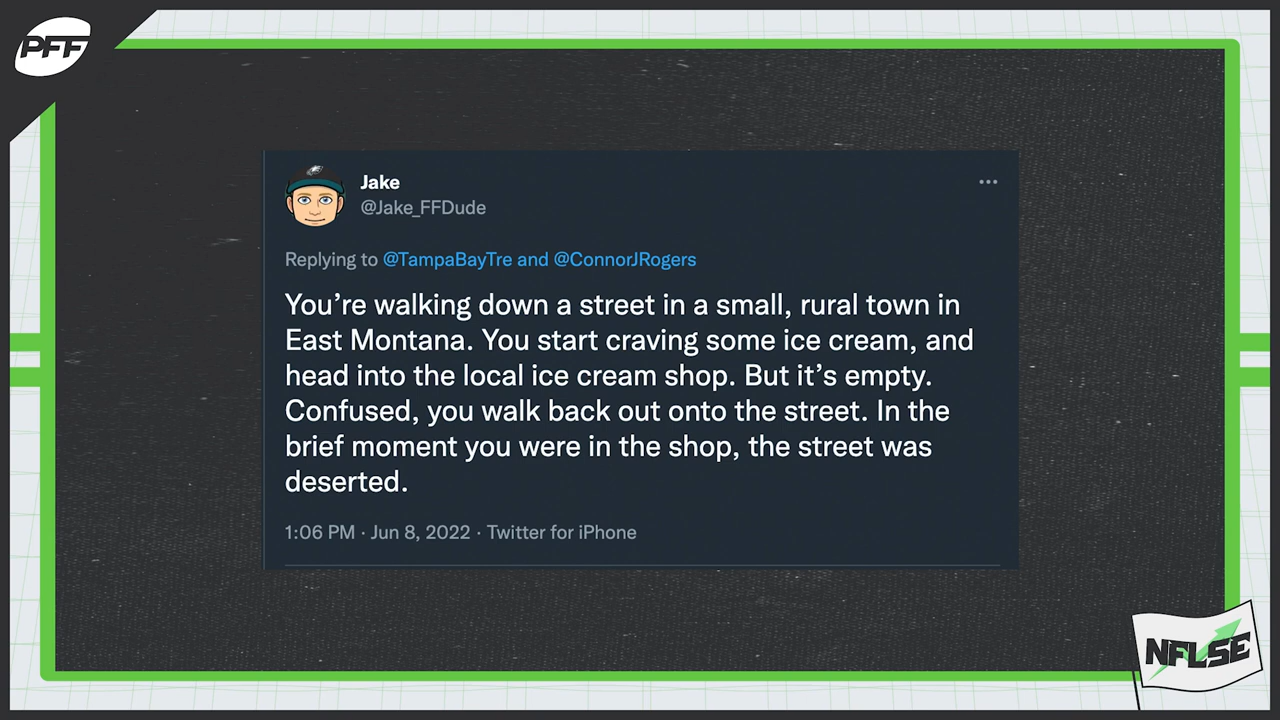 PFF
Jake
@Jake_FFDude
Replying to @TampaBayTre and @ConnorJRogers
You’re walking down a street in a small, rural town in
East Montana. You start craving some ice cream, and
head into the local ice cream shop. But it’s empty.
Confused, you walk back out onto the street. In the
brief moment you were in the shop, the street was
deserted.
1:06 PM · Jun 8, 2022 · Twitter for iPhone
NFLSE